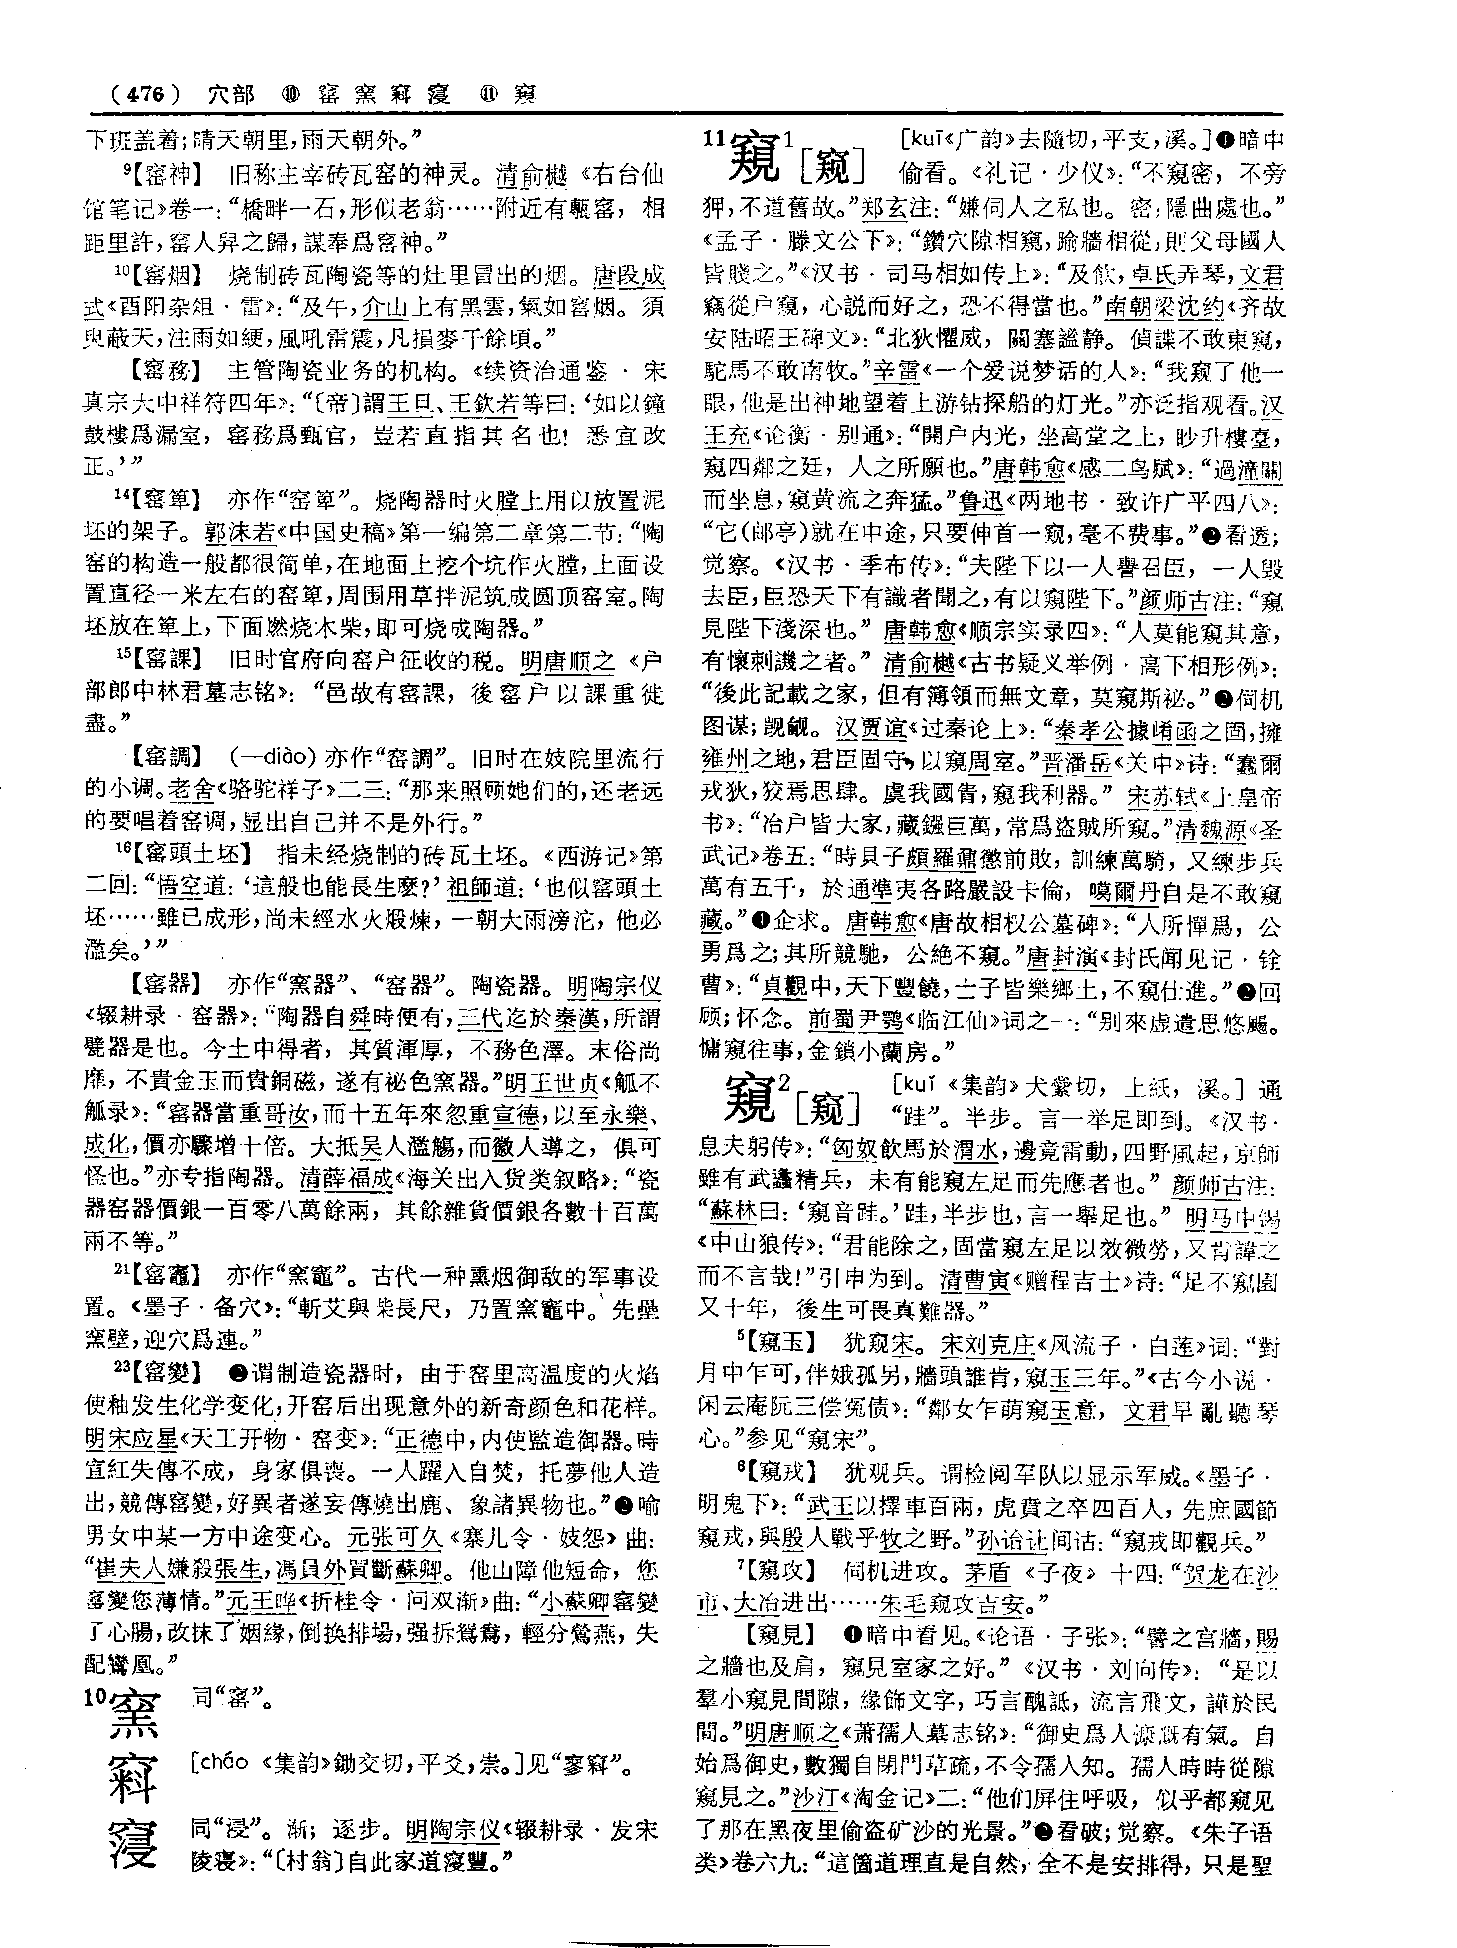 (476) 穴部 ⑩ 窑窯窲寖 ⑪ 窺
下班盖着；晴天朝里，雨天朝外。”
⁹【窑神】 旧称主宰砖瓦窑的神灵。清俞樾《右台仙
馆笔记》卷一：“橋畔一石，形似老翁……附近有甎窑，相
距里許，窑人舁之歸，謀奉爲窑神。”
¹⁰【窑烟】 烧制砖瓦陶瓷等的灶里冒出的烟。唐段成
式《酉阳杂俎·雷》：“及午，介山上有黑雲，氣如窑烟。須
臾蔽天，注雨如綆，風吼雷震，凡損麥千餘頃。”
【窑務】 主管陶瓷业务的机构。《续资治通鉴·宋
真宗大中祥符四年》：“〔帝〕謂王旦、王欽若等曰：‘如以鐘
鼓樓爲漏室，窑務爲甄官，豈若直指其名也！悉宜改
正。’”
¹⁴【窑箄】 亦作“窑箄”。烧陶器时火膛上用以放置泥
坯的架子。郭沫若《中国史稿》第一编第二章第二节：“陶
窑的构造一般都很简单，在地面上挖个坑作火膛，上面设
置直径一米左右的窑箄，周围用草拌泥筑成圆顶窑室。陶
坯放在箄上，下面燃烧木柴，即可烧成陶器。”
¹⁵【窑課】 旧时官府向窑户征收的税。明唐顺之《户
部郎中林君墓志铭》：“邑故有窑課，後窑户以課重徙
盡。”
【窑調】 (—diào)亦作“窑調”。旧时在妓院里流行
的小调。老舍《骆驼祥子》二三：“那来照顾她们的，还老远
的要唱着窑调，显出自己并不是外行。”
¹⁶【窑頭土坯】 指未经烧制的砖瓦土坯。《西游记》第
二回：“悟空道：‘這般也能長生麽？’祖師道：‘也似窑頭土
坯……雖已成形，尚未經水火煅煉，一朝大雨滂沱，他必
濫矣。’”
【窑器】 亦作“窯器”、“窑器”。陶瓷器。明陶宗仪
《辍耕录·窑器》：“陶器自舜時便有，三代迄於秦漢，所謂
甓器是也。今土中得者，其質渾厚，不務色澤。末俗尚
靡，不貴金玉而貴銅磁，遂有祕色窯器。”明王世贞《觚不
觚录》：“窑器當重哥汝，而十五年來忽重宣德，以至永樂、
成化，價亦驟增十倍。大抵吴人濫觴，而徽人導之，俱可
怪也。”亦专指陶器。清薛福成《海关出入货类叙略》：“瓷
器窑器價銀一百零八萬餘兩，其餘雜貨價銀各數十百萬
兩不等。”
²¹【窑竈】 亦作“窯竈”。古代一种熏烟御敌的军事设
置。《墨子·备穴》：“斬艾與柴長尺，乃置窯竈中。先壘
窯壁，迎穴爲連。”
²³【窑變】 ❶谓制造瓷器时，由于窑里高温度的火焰
使釉发生化学变化，开窑后出现意外的新奇颜色和花样。
明宋应星《天工开物·窑变》：“正德中，内使監造御器。時
宣紅失傳不成，身家俱喪。一人躍入自焚，托夢他人造
出，競傳窑變，好異者遂妄傳燒出鹿、象諸異物也。”❷喻
男女中某一方中途变心。元张可久《寨儿令·妓怨》曲：
“崔夫人嫌殺張生，馮員外買斷蘇卿。他山障他短命，您
窑變您薄情。”元王晔《折桂令·问双渐》曲：“小蘇卿窑變
了心腸，改抹了姻緣，倒换排場，强拆鴛鴦，輕分鶯燕，失
配鸞凰。”
10窯 同“窑”。
窲 [cháo《集韵》鋤交切，平爻，崇。]见“寥窲”。
寖 同“浸”。渐；逐步。明陶宗仪《辍耕录·发宋
陵寝》：“〔村翁〕自此家道寖豐。”
11窺¹[窥] [kuī《广韵》去隨切，平支，溪。]❶暗中
偷看。《礼记·少仪》：“不窺密，不旁
狎，不道舊故。”郑玄注：“嫌伺人之私也。密，隱曲處也。”
《孟子·滕文公下》：“鑽穴隙相窺，踰牆相從，則父母國人
皆賤之。”《汉书·司马相如传上》：“及飲，卓氏弄琴，文君
竊從户窺，心説而好之，恐不得當也。”南朝梁沈约《齐故
安陆昭王碑文》：“北狄懼威，關塞謐静。偵諜不敢東窺，
駝馬不敢南牧。”辛雷《一个爱说梦话的人》：“我窥了他一
眼，他是出神地望着上游钻探船的灯光。”亦泛指观看。汉
王充《论衡·别通》：“開户内光，坐高堂之上，眇升樓臺，
窺四鄰之廷，人之所願也。”唐韩愈《感二鸟赋》：“過潼關
而坐息，窺黄流之奔猛。”鲁迅《两地书·致许广平四八》：
“它（邮亭）就在中途，只要伸首一窺，毫不费事。”❷看透；
觉察。《汉书·季布传》：“夫陛下以一人譽召臣，一人毁
去臣，臣恐天下有識者聞之，有以窺陛下。”颜师古注：“窺
見陛下淺深也。”唐韩愈《顺宗实录四》：“人莫能窺其意，
有懷刺譏之者。”清俞樾《古书疑义举例·高下相形例》：
“後此記載之家，但有簿領而無文章，莫窺斯祕。”❸伺机
图谋；觊觎。汉贾谊《过秦论上》：“秦孝公據崤函之固，擁
雍州之地，君臣固守，以窺周室。”晋潘岳《关中》诗：“蠢爾
戎狄，狡焉思肆。虞我國眚，窺我利器。”宋苏轼《上皇帝
书》：“冶户皆大家，藏鏹巨萬，常爲盜賊所窺。”清魏源《圣
武记》卷五：“時貝子頗羅鼐懲前敗，訓練萬騎，又練步兵
萬有五千，於通準夷各路嚴設卡倫，噶爾丹自是不敢窺
藏。”❹企求。唐韩愈《唐故相权公墓碑》：“人所憚爲，公
勇爲之；其所競馳，公絶不窺。”唐封演《封氏闻见记·铨
曹》：“貞觀中，天下豐饒，士子皆樂鄉土，不窺仕進。”❺回
顾；怀念。前蜀尹鹗《临江仙》词之一：“别來虚遣思悠颺。
慵窺往事，金鎖小蘭房。”
窺²[窥] [kuǐ《集韵》犬縈切，上紙，溪。]通
“跬”。半步。言一举足即到。《汉书·
息夫躬传》：“匈奴飲馬於渭水，邊竟雷動，四野風起，京師
雖有武蠭精兵，未有能窺左足而先應者也。”颜师古注：
“蘇林曰：‘窺音跬。’跬，半步也，言一舉足也。”明马中锡
《中山狼传》：“君能除之，固當窺左足以效微勞，又肯諱之
而不言哉！”引申为到。清曹寅《赠程吉士》诗：“足不窺園
又十年，後生可畏真難器。”
⁵【窺玉】 犹窥宋。宋刘克庄《风流子·白莲》词：“對
月中乍可，伴娥孤另，牆頭誰肯，窺玉三年。”《古今小说·
闲云庵阮三偿冤债》：“鄰女乍萌窺玉意，文君早亂聽琴
心。”参见“窺宋”。
⁶【窺戎】 犹观兵。谓检阅军队以显示军威。《墨子·
明鬼下》：“武王以擇車百兩，虎賁之卒四百人，先庶國節
窺戎，與殷人戰乎牧之野。”孙诒让间诂：“窺戎即觀兵。”
⁷【窺攻】 伺机进攻。茅盾《子夜》十四：“贺龙在沙
市、大冶进出……朱毛窥攻吉安。”
【窺見】 ❶暗中看见。《论语·子张》：“譬之宫牆，賜
之牆也及肩，窺見室家之好。”《汉书·刘向传》：“是以
羣小窺見間隙，緣飾文字，巧言醜詆，流言飛文，譁於民
間。”明唐顺之《萧孺人墓志铭》：“御史爲人慷慨有氣。自
始爲御史，數獨自閉門草疏，不令孺人知。孺人時時從隙
窺見之。”沙汀《淘金记》二：“他们屏住呼吸，似乎都窥见
了那在黑夜里偷盗矿沙的光景。”❷看破；觉察。《朱子语
类》卷六九：“這箇道理直是自然，全不是安排得，只是聖